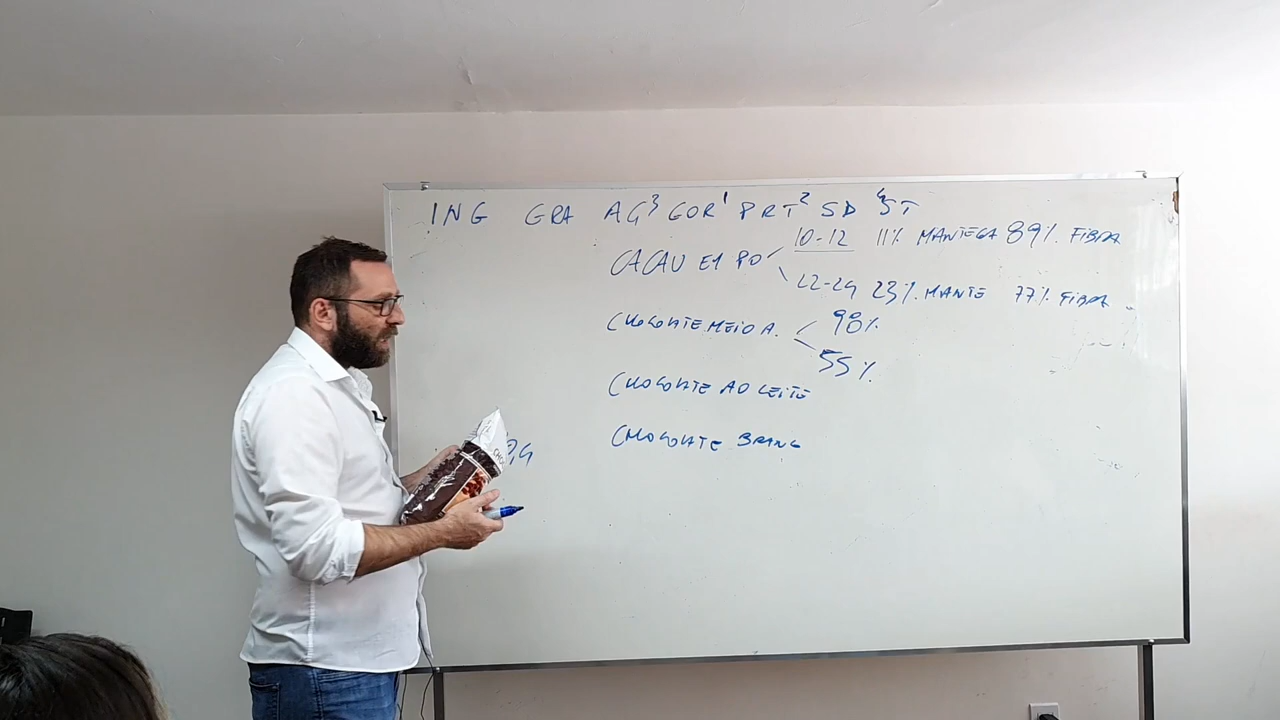 ING GRA AG³ GOR¹ PRT² SD ⁴ST
CACAU EM PÓ 10-12 11% MANTEGA 89% FIBRA
22-24 23% MANTE 77% FIBRA
CHOCOLATE MEIO A. 98%
55%
CHOCOLATE AO LEITE
CHOCOLATE BRANC